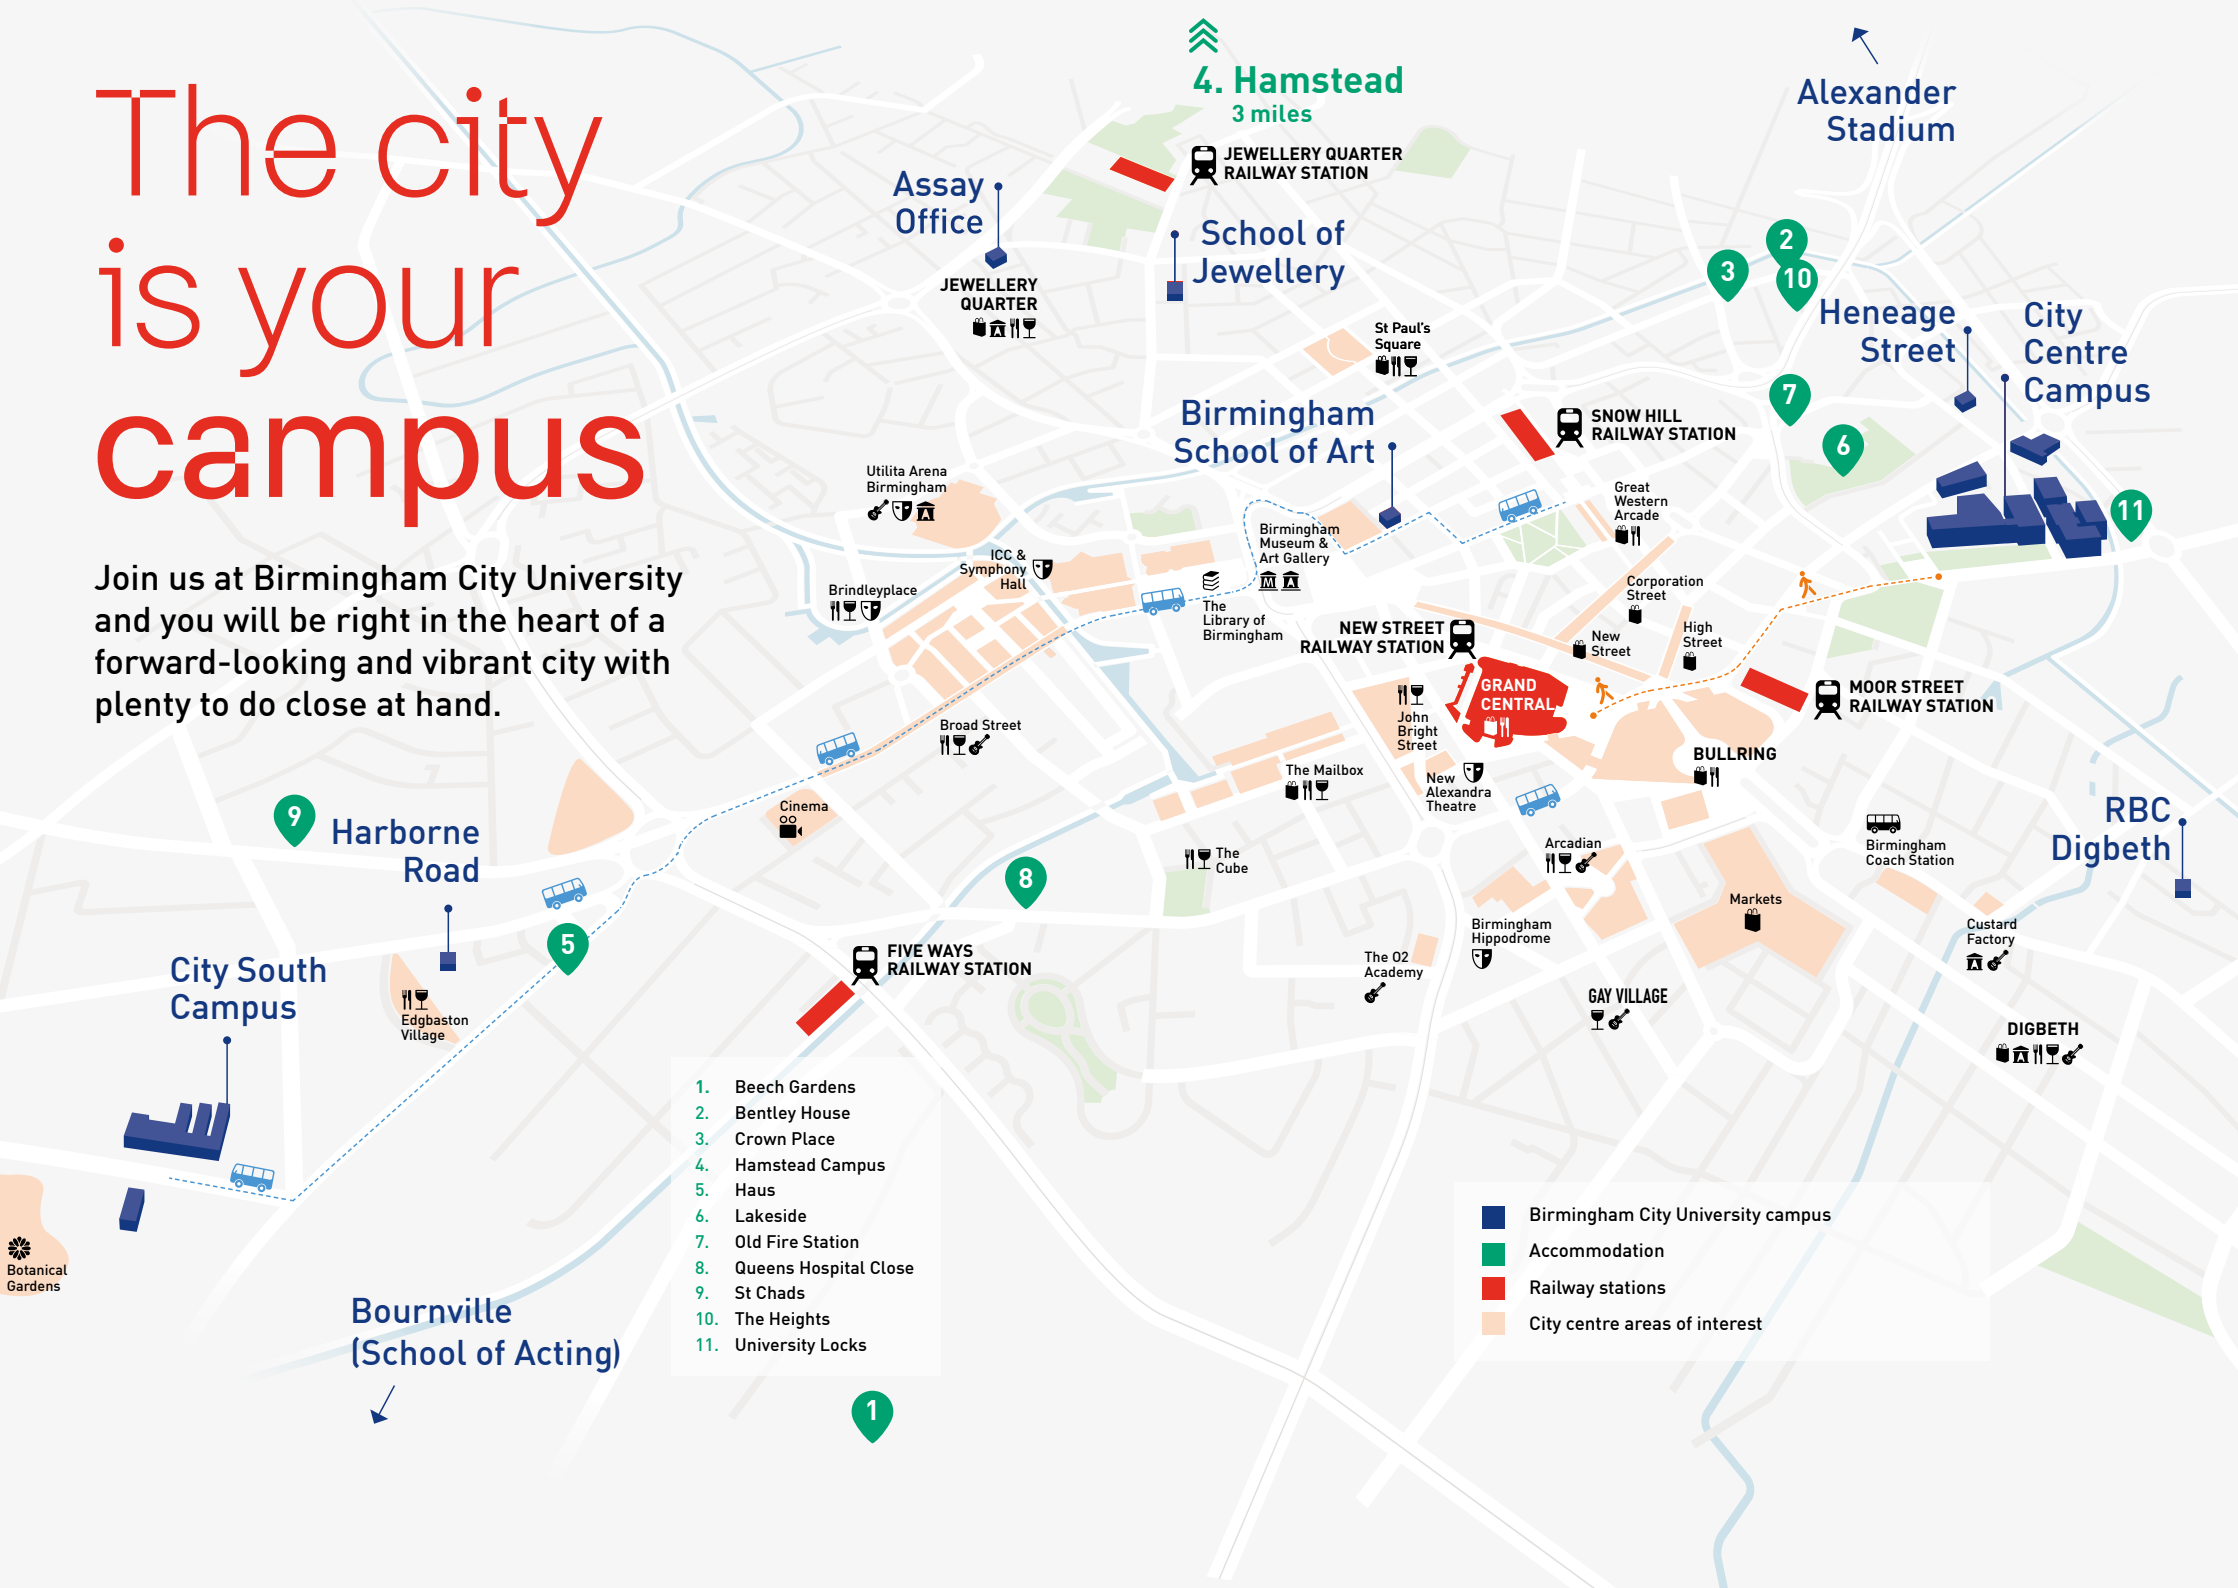 The city
is your
campus
Join us at Birmingham City University
and you will be right in the heart of a
forward-looking and vibrant city with
plenty to do close at hand.
4. Hamstead
3 miles
Alexander
Stadium
JEWELLERY QUARTER
RAILWAY STATION
Assay
Office
School of
Jewellery
JEWELLERY
QUARTER
2
3
10
Heneage
Street
City
Centre
Campus
St Paul's
Square
7
Birmingham
School of Art
SNOW HILL
RAILWAY STATION
6
Utilita Arena
Birmingham
Great
Western
Arcade
11
ICC &
Symphony
Hall
Birmingham
Museum &
Art Gallery
M
Brindleyplace
The
Library of
Birmingham
Corporation
Street
NEW STREET
RAILWAY STATION
New
Street
High
Street
GRAND
CENTRAL
MOOR STREET
RAILWAY STATION
John
Bright
Street
Broad Street
BULLRING
The Mailbox
New
Alexandra
Theatre
Cinema
9
Harborne
Road
RBC
Digbeth
Birmingham
Coach Station
Arcadian
The
Cube
8
Markets
5
FIVE WAYS
RAILWAY STATION
Birmingham
Hippodrome
Custard
Factory
The O2
Academy
City South
Campus
Edgbaston
Village
GAY VILLAGE
DIGBETH
1. Beech Gardens
2. Bentley House
3. Crown Place
4. Hamstead Campus
5. Haus
6. Lakeside
7. Old Fire Station
8. Queens Hospital Close
9. St Chads
10. The Heights
11. University Locks
Birmingham City University campus
Accommodation
Railway stations
City centre areas of interest
Botanical
Gardens
Bournville
(School of Acting)
1